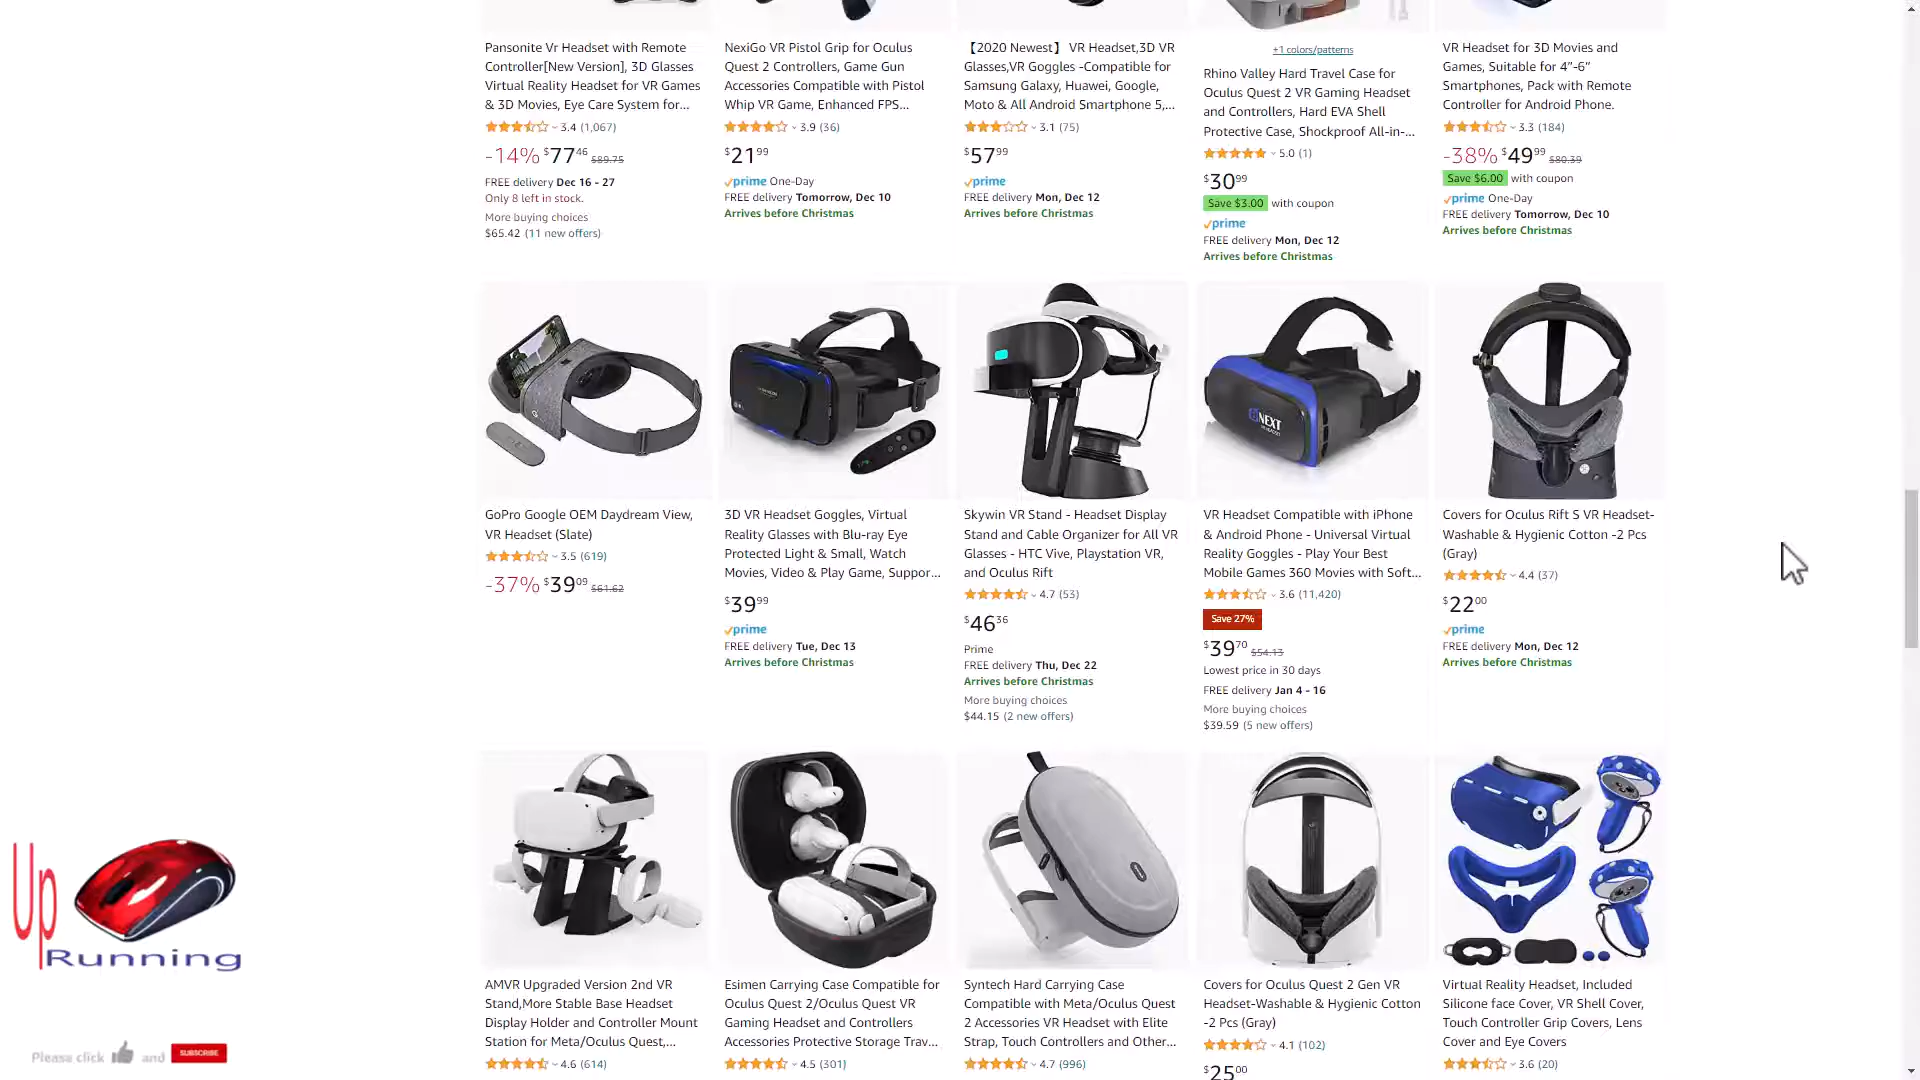 Pansonite Vr Headset with Remote
Controller[New Version], 3D Glasses
Virtual Reality Headset for VR Games
& 3D Movies, Eye Care System for...
3.4 (1,067)
-14% $77.46 $89.75
FREE delivery Dec 16 - 27
Only 8 left in stock.
More buying choices
$65.42 (11 new offers)
NexiGo VR Pistol Grip for Oculus
Quest 2 Controllers, Game Gun
Accessories Compatible with Pistol
Whip VR Game, Enhanced FPS...
3.9 (36)
$21.99
prime One-Day
FREE delivery Tomorrow, Dec 10
Arrives before Christmas
【2020 Newest】 VR Headset,3D VR
Glasses,VR Goggles -Compatible for
Samsung Galaxy, Huawei, Google,
Moto & All Android Smartphone 5,...
3.1 (75)
$57.99
prime
FREE delivery Mon, Dec 12
Arrives before Christmas
+1 colors/patterns
Rhino Valley Hard Travel Case for
Oculus Quest 2 VR Gaming Headset
and Controllers, Hard EVA Shell
Protective Case, Shockproof All-in-...
5.0 (1)
$30.99
Save $3.00 with coupon
prime
FREE delivery Mon, Dec 12
Arrives before Christmas
VR Headset for 3D Movies and
Games, Suitable for 4”-6”
Smartphones, Pack with Remote
Controller for Android Phone.
3.3 (184)
-38% $49.99 $80.39
Save $6.00 with coupon
prime One-Day
FREE delivery Tomorrow, Dec 10
Arrives before Christmas
GoPro Google OEM Daydream View,
VR Headset (Slate)
3.5 (619)
-37% $39.09 $61.62
3D VR Headset Goggles, Virtual
Reality Glasses with Blu-ray Eye
Protected Light & Small, Watch
Movies, Video & Play Game, Suppor...
$39.99
prime
FREE delivery Tue, Dec 13
Arrives before Christmas
Skywin VR Stand - Headset Display
Stand and Cable Organizer for All VR
Glasses - HTC Vive, Playstation VR,
and Oculus Rift
4.7 (53)
$46.36
Prime
FREE delivery Thu, Dec 22
Arrives before Christmas
More buying choices
$44.15 (2 new offers)
BNEXT
VR Headset Compatible with iPhone
& Android Phone - Universal Virtual
Reality Goggles - Play Your Best
Mobile Games 360 Movies with Soft...
3.6 (11,420)
Save 27%
$39.70 $54.13
Lowest price in 30 days
FREE delivery Jan 4 - 16
More buying choices
$39.59 (5 new offers)
Covers for Oculus Rift S VR Headset-
Washable & Hygienic Cotton -2 Pcs
(Gray)
4.4 (37)
$22.00
prime
FREE delivery Mon, Dec 12
Arrives before Christmas
AMVR Upgraded Version 2nd VR
Stand,More Stable Base Headset
Display Holder and Controller Mount
Station for Meta/Oculus Quest,...
4.6 (614)
Esimen Carrying Case Compatible for
Oculus Quest 2/Oculus Quest VR
Gaming Headset and Controllers
Accessories Protective Storage Trav...
4.5 (301)
Syntech Hard Carrying Case
Compatible with Meta/Oculus Quest
2 Accessories VR Headset with Elite
Strap, Touch Controllers and Other...
4.7 (996)
Covers for Oculus Quest 2 Gen VR
Headset-Washable & Hygienic Cotton
-2 Pcs (Gray)
4.1 (102)
$25.00
Virtual Reality Headset, Included
Silicone face Cover, VR Shell Cover,
Touch Controller Grip Covers, Lens
Cover and Eye Covers
3.6 (20)
Up
Running
Please click and SUBSCRIBE